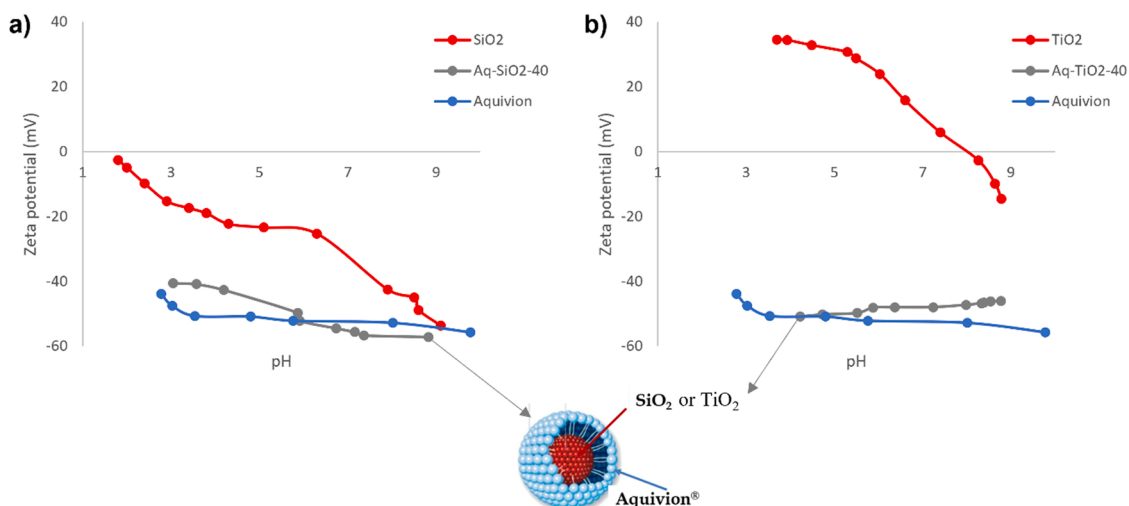 a)
40
20
0
-20
-40
-60
Zeta potential (mV)
1 3 5 7 9
pH
SiO2
Aq-SiO2-40
Aquivion
b)
40
20
0
-20
-40
-60
Zeta potential (mV)
1 3 5 7 9
pH
TiO2
Aq-TiO2-40
Aquivion
SiO₂ or TiO₂
Aquivion®